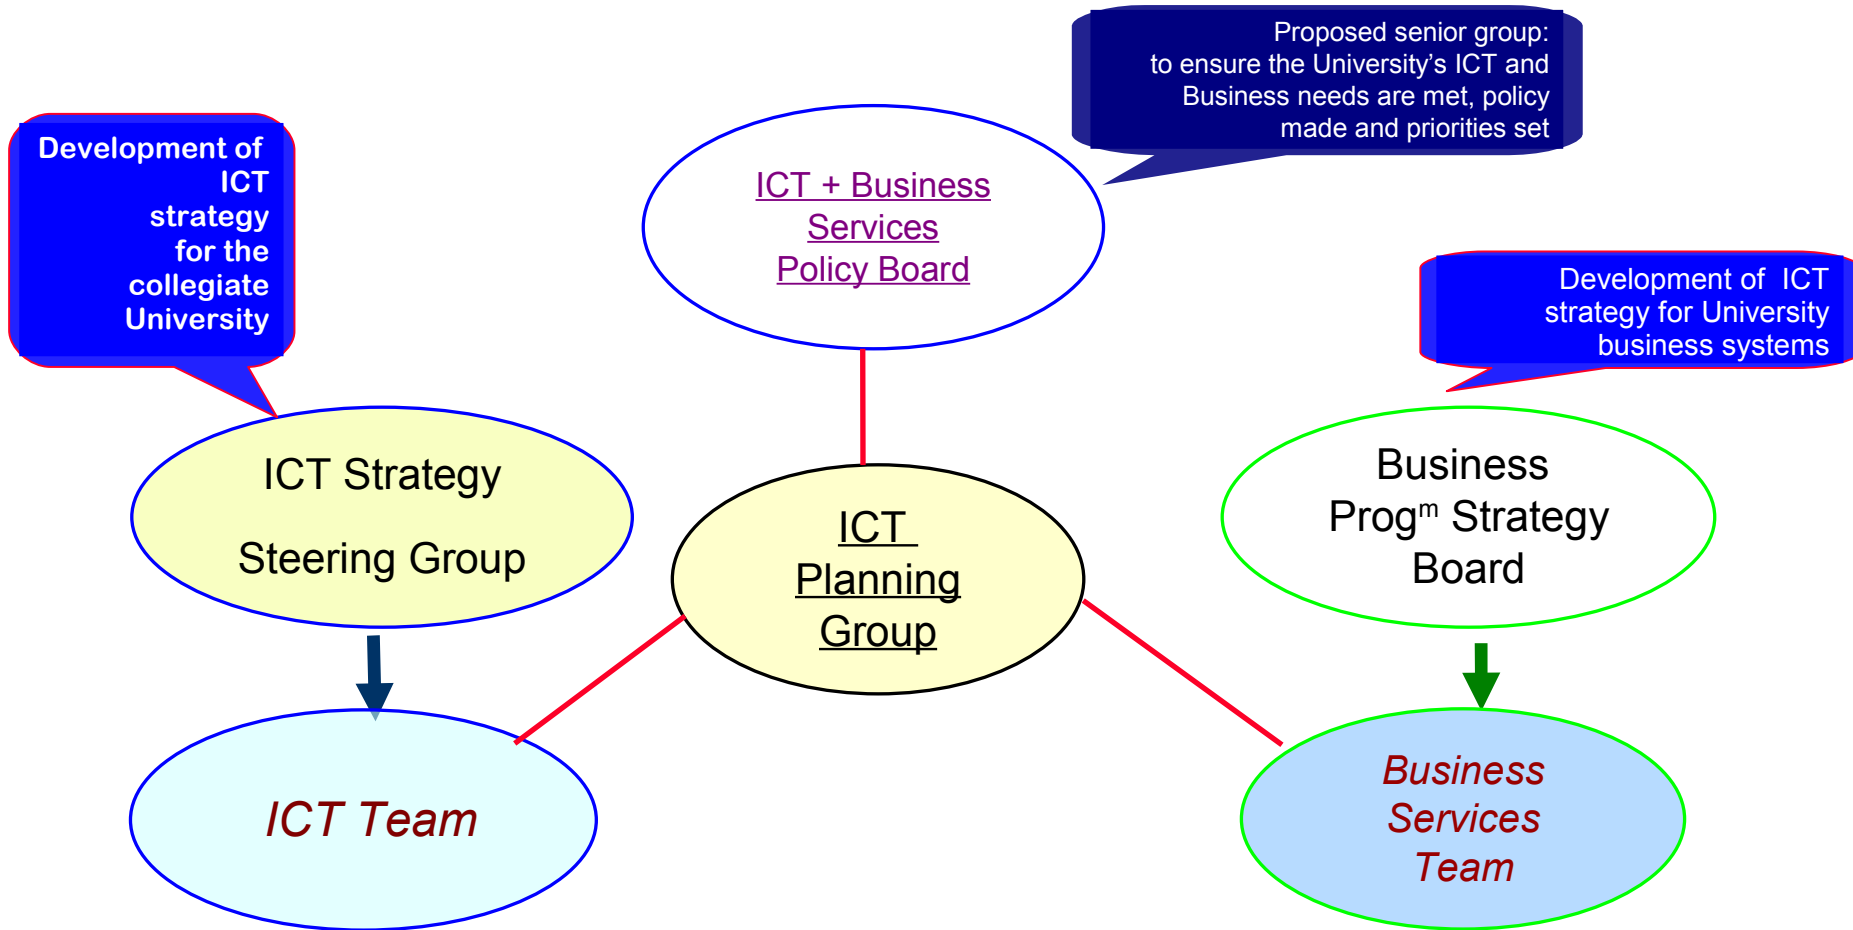 Proposed senior group:
to ensure the University’s ICT and
Business needs are met, policy
made and priorities set
Development of
ICT
strategy
for the
collegiate
University
ICT + Business
Services
Policy Board
Development of  ICT
strategy for University
business systems
ICT Strategy
Steering Group
ICT
Planning
Group
Business
Progᵐ Strategy
Board
ICT Team
Business
Services
Team